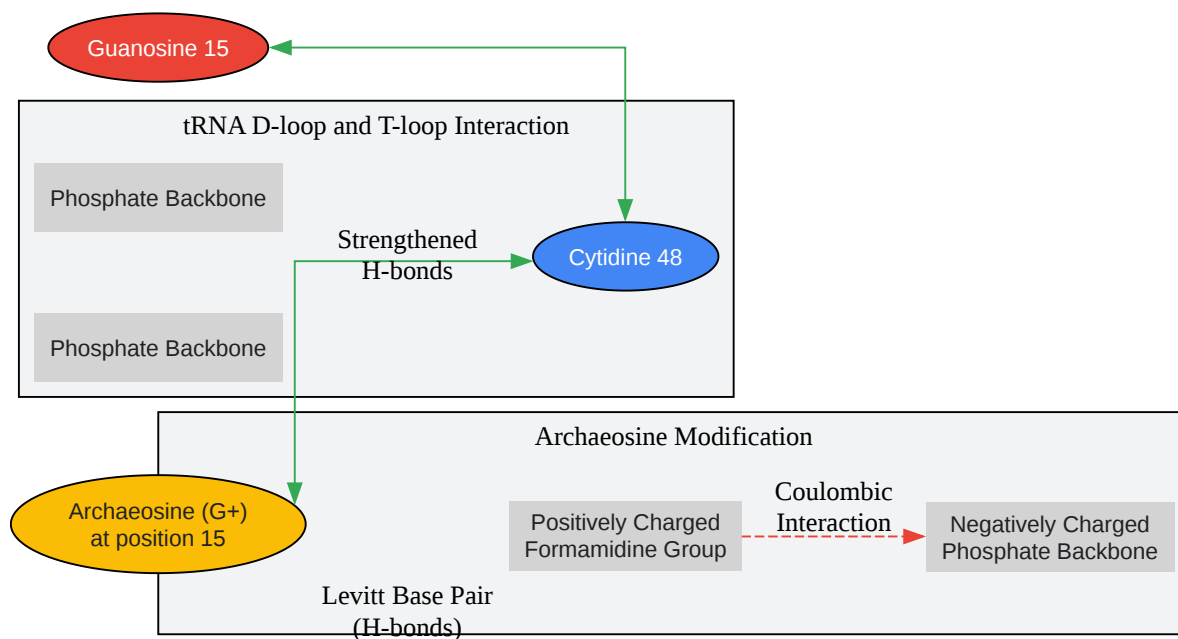 Guanosine 15
tRNA D-loop and T-loop Interaction
Phosphate Backbone
Strengthened
H-bonds
Cytidine 48
Phosphate Backbone
Archaeosine Modification
Archaeosine (G+)
at position 15
Positively Charged
Formamidine Group
Coulombic
Interaction
Negatively Charged
Phosphate Backbone
Levitt Base Pair
(H-bonds)